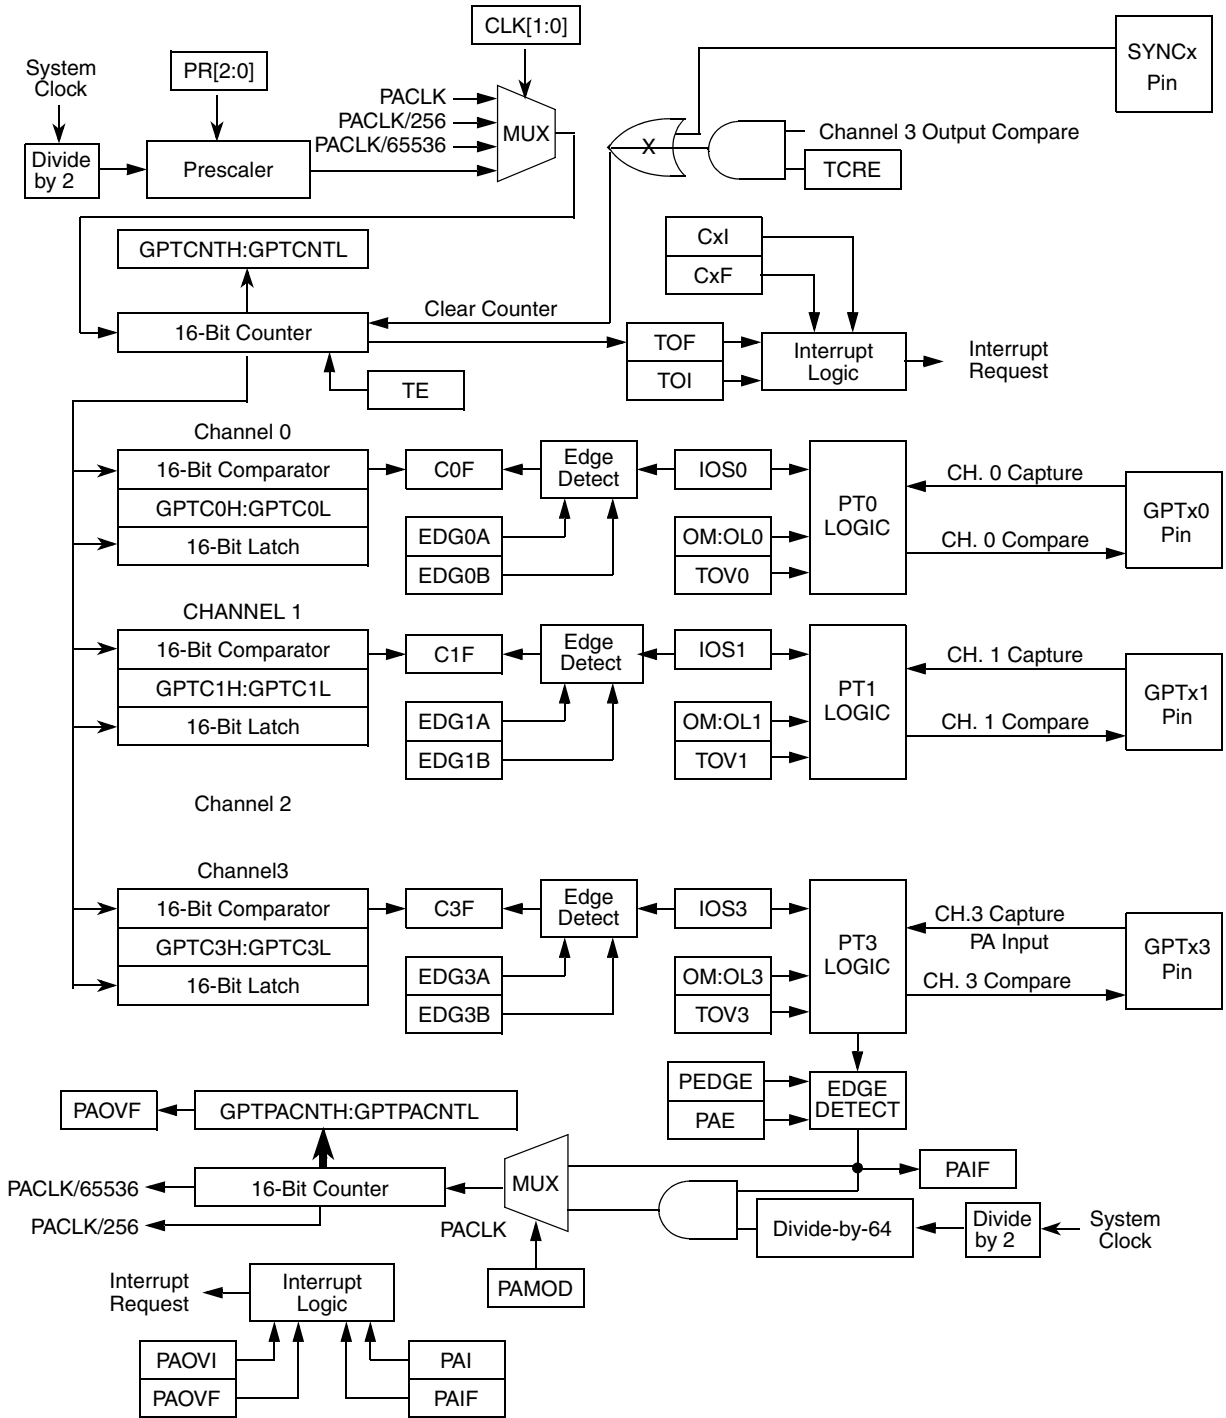 CLK[1:0]
SYNCx
Pin
System
Clock
PR[2:0]
PACLK
PACLK/256
PACLK/65536
MUX
X
Channel 3 Output Compare
TCRE
Divide
by 2
Prescaler
GPTCNTH:GPTCNTL
CxI
CxF
Clear Counter
16-Bit Counter
TOF
TOI
Interrupt
Logic
Interrupt
Request
TE
Channel 0
16-Bit Comparator
GPTC0H:GPTC0L
16-Bit Latch
C0F
Edge
Detect
IOS0
EDG0A
EDG0B
OM:OL0
TOV0
PT0
LOGIC
CH. 0 Capture
CH. 0 Compare
GPTx0
Pin
CHANNEL 1
16-Bit Comparator
GPTC1H:GPTC1L
16-Bit Latch
C1F
Edge
Detect
IOS1
EDG1A
EDG1B
OM:OL1
TOV1
PT1
LOGIC
CH. 1 Capture
CH. 1 Compare
GPTx1
Pin
Channel 2
Channel3
16-Bit Comparator
GPTC3H:GPTC3L
16-Bit Latch
C3F
Edge
Detect
IOS3
EDG3A
EDG3B
OM:OL3
TOV3
PT3
LOGIC
CH.3 Capture
PA Input
CH. 3 Compare
GPTx3
Pin
PEDGE
PAE
EDGE
DETECT
PAOVF
GPTPACNTH:GPTPACNTL
PAIF
PACLK/65536
16-Bit Counter
MUX
PACLK/256
PACLK
Divide-by-64
Divide
by 2
System
Clock
PAMOD
Interrupt
Request
Interrupt
Logic
PAOVI
PAOVF
PAI
PAIF